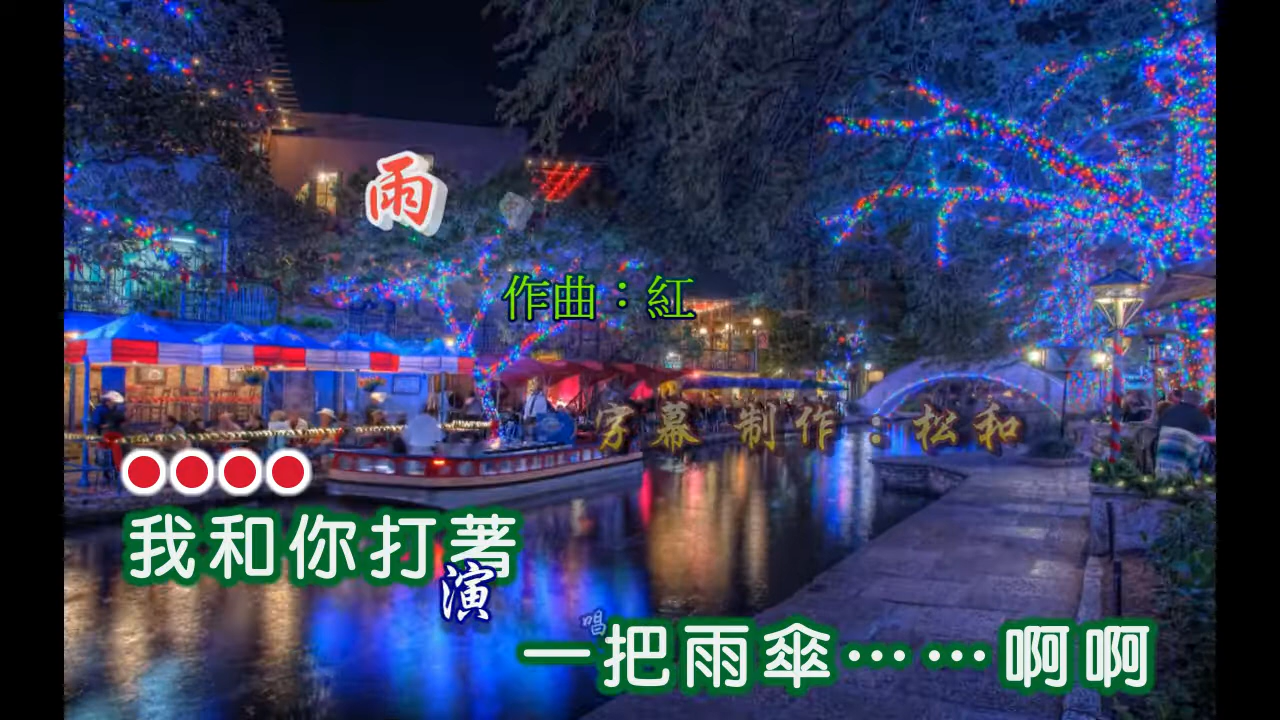 雨
作曲：紅
字幕制作：松和
我和你打著
演唱
一把雨傘……啊啊